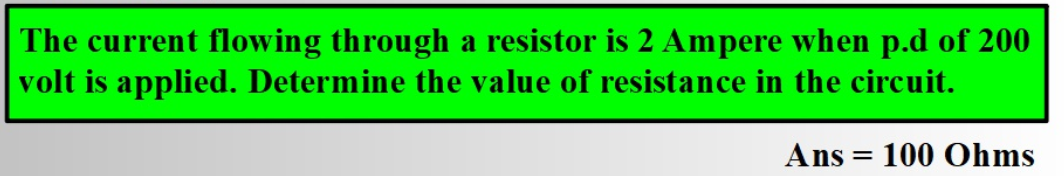 The current flowing through a resistor is 2 Ampere when p.d of 200
volt is applied. Determine the value of resistance in the circuit.
Ans = 100 Ohms